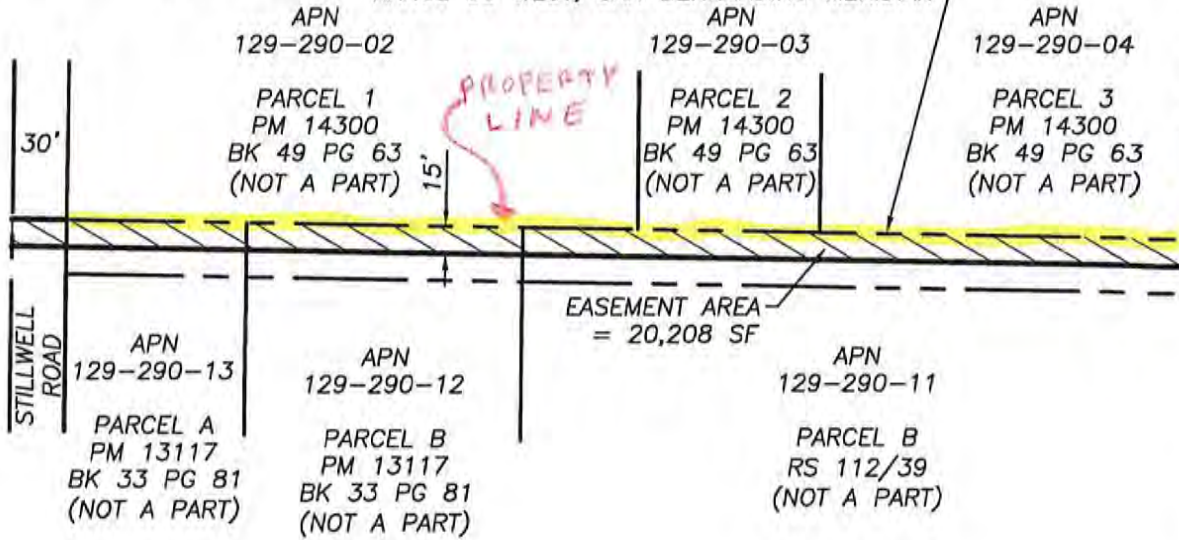 APN
129-290-02
APN
129-290-03
APN
129-290-04
PARCEL 1
PM 14300
BK 49 PG 63
(NOT A PART)
PROPERTY
LINE
PARCEL 2
PM 14300
BK 49 PG 63
(NOT A PART)
PARCEL 3
PM 14300
BK 49 PG 63
(NOT A PART)
30'
15'
EASEMENT AREA
= 20,208 SF
STILLWELL
ROAD
APN
129-290-13
PARCEL A
PM 13117
BK 33 PG 81
(NOT A PART)
APN
129-290-12
PARCEL B
PM 13117
BK 33 PG 81
(NOT A PART)
APN
129-290-11
PARCEL B
RS 112/39
(NOT A PART)